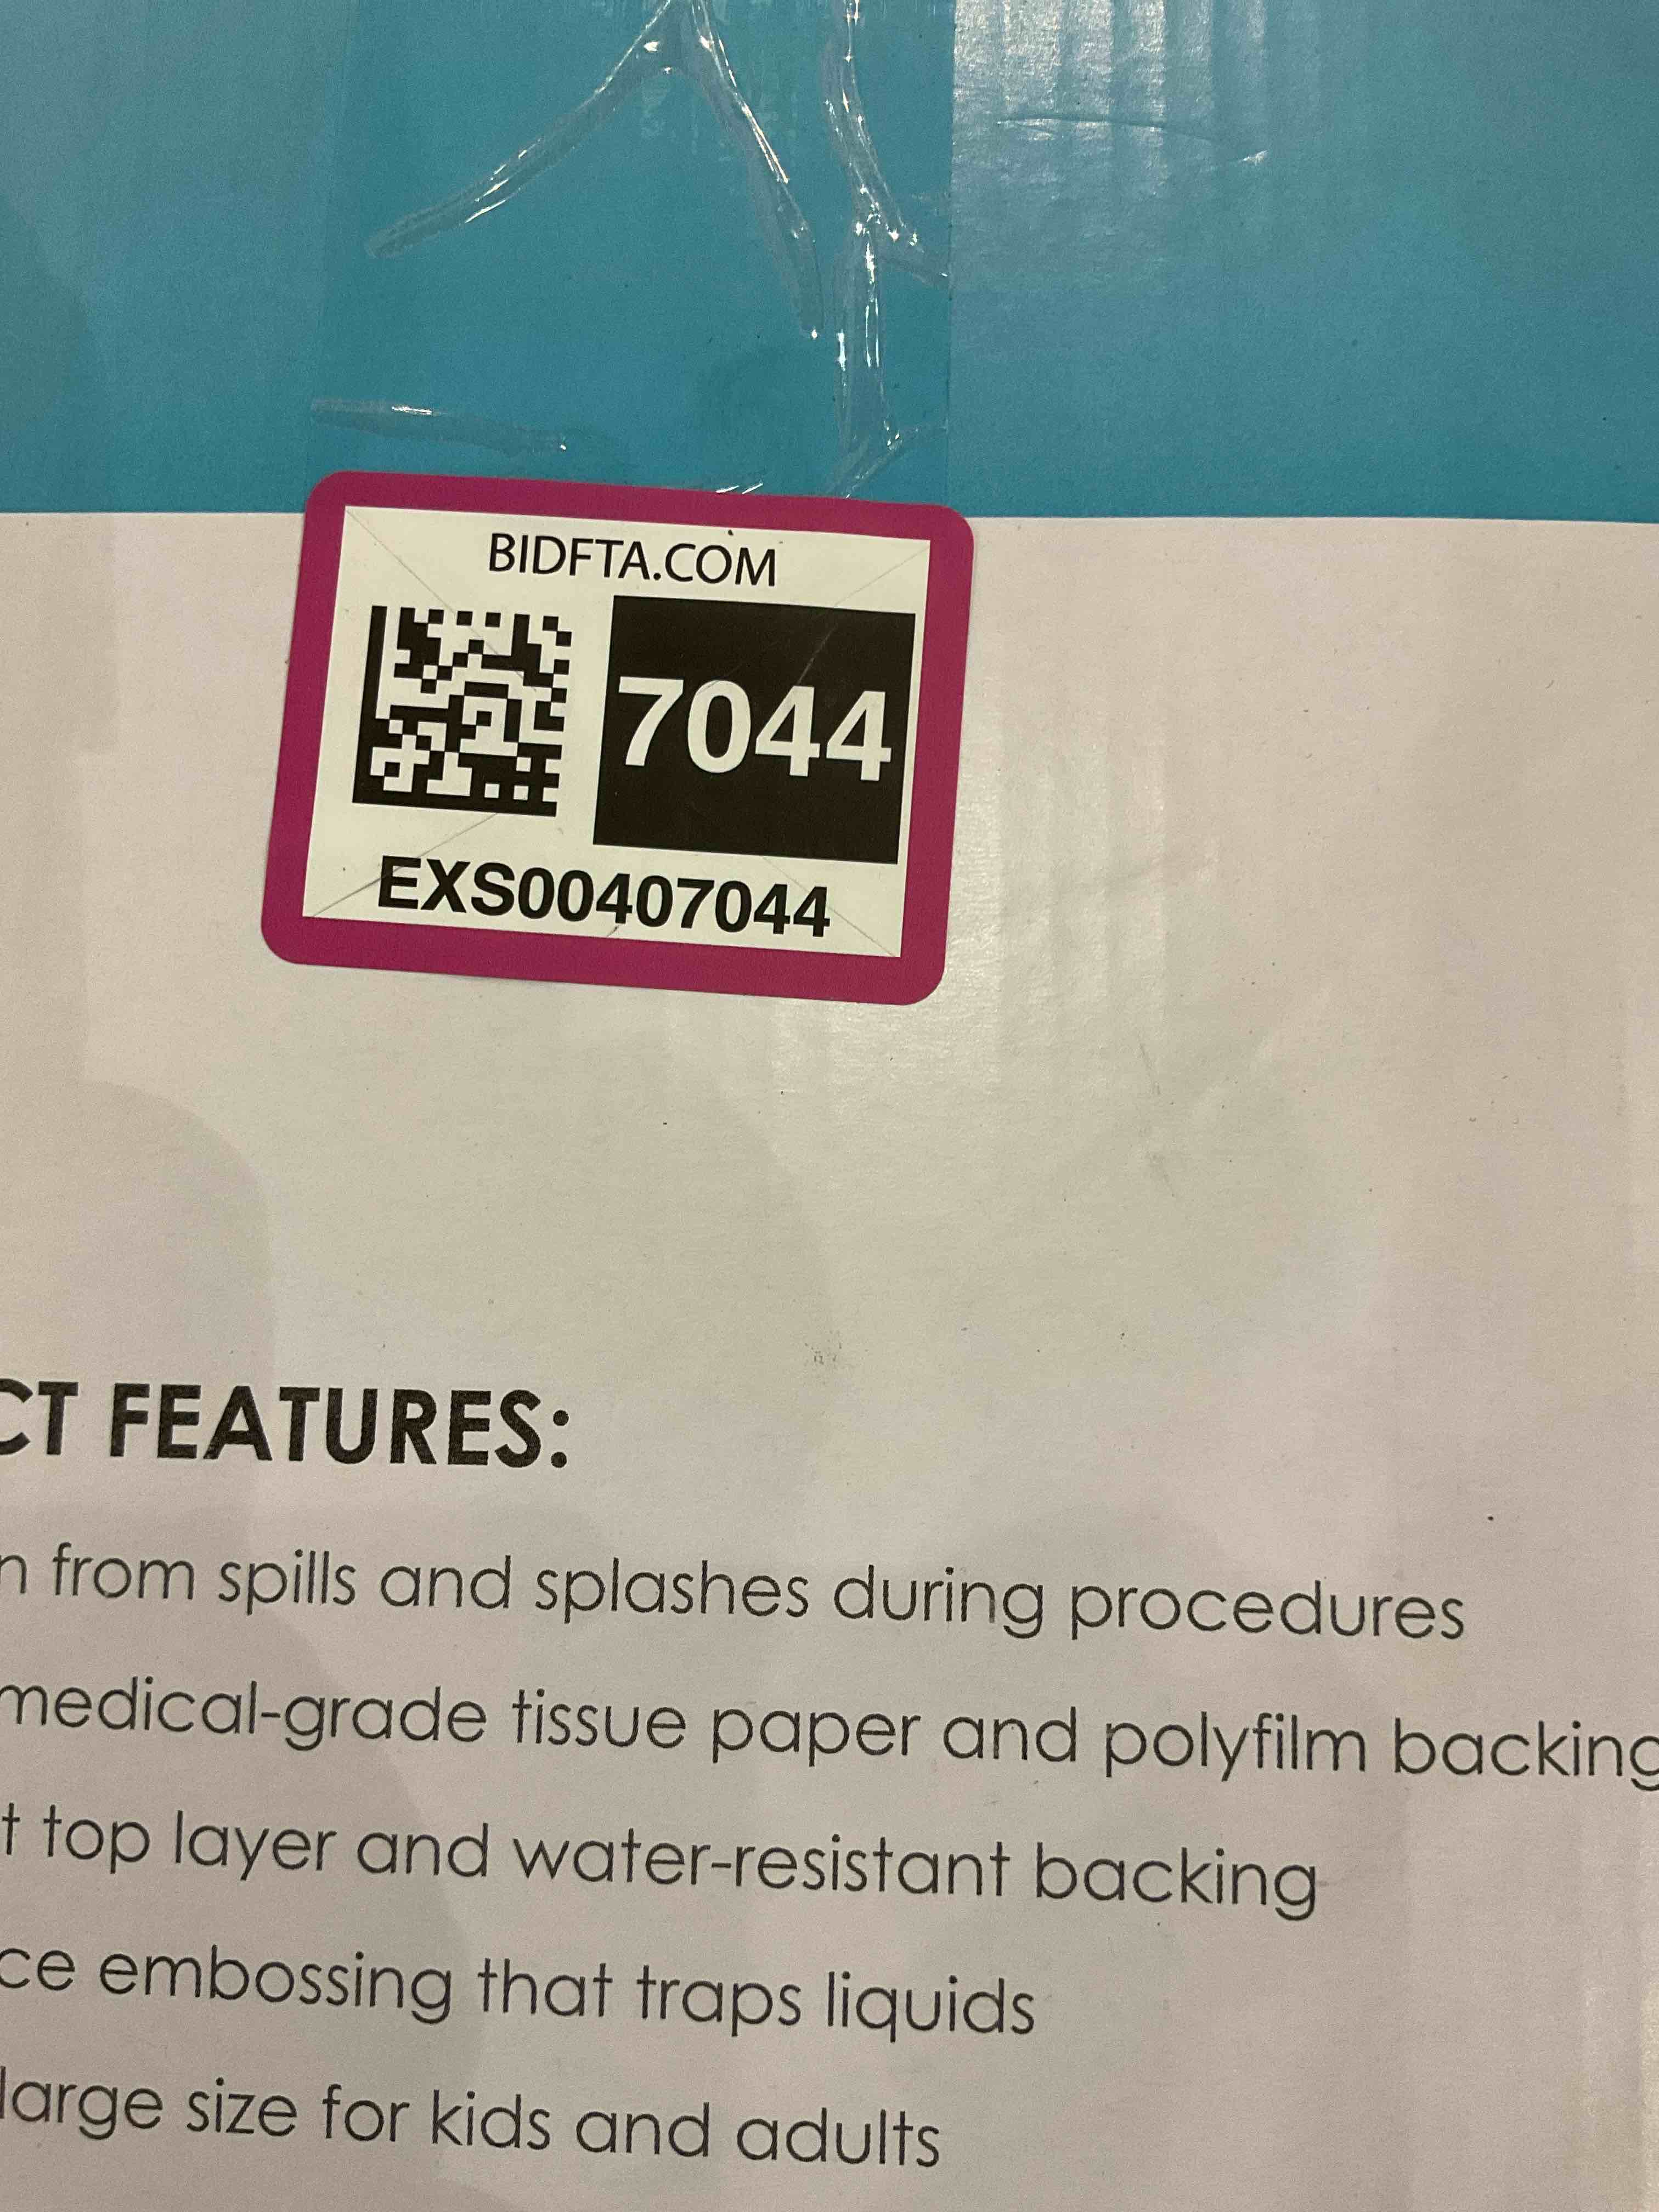 BIDFTA.COM
7044
EXS00407044
CT FEATURES:
n from spills and splashes during procedures
medical-grade tissue paper and polyfilm backing
t top layer and water-resistant backing
ce embossing that traps liquids
large size for kids and adults